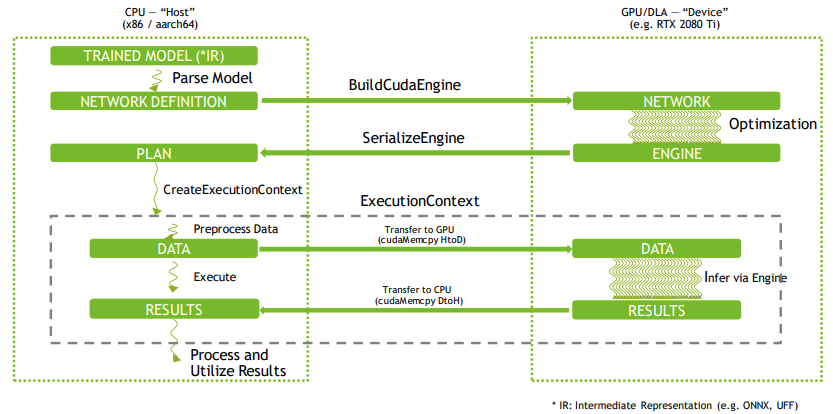 CPU – “Host”
(x86 / aarch64)
GPU/DLA – “Device”
(e.g. RTX 2080 Ti)
TRAINED MODEL (*IR)
Parse Model
NETWORK DEFINITION
BuildCudaEngine
NETWORK
Optimization
SerializeEngine
PLAN
ENGINE
CreateExecutionContext
ExecutionContext
Preprocess Data
Transfer to GPU
(cudaMemcpy HtoD)
DATA
DATA
Execute
Infer via Engine
Transfer to CPU
(cudaMemcpy DtoH)
RESULTS
RESULTS
Process and
Utilize Results
* IR: Intermediate Representation (e.g. ONNX, UFF)